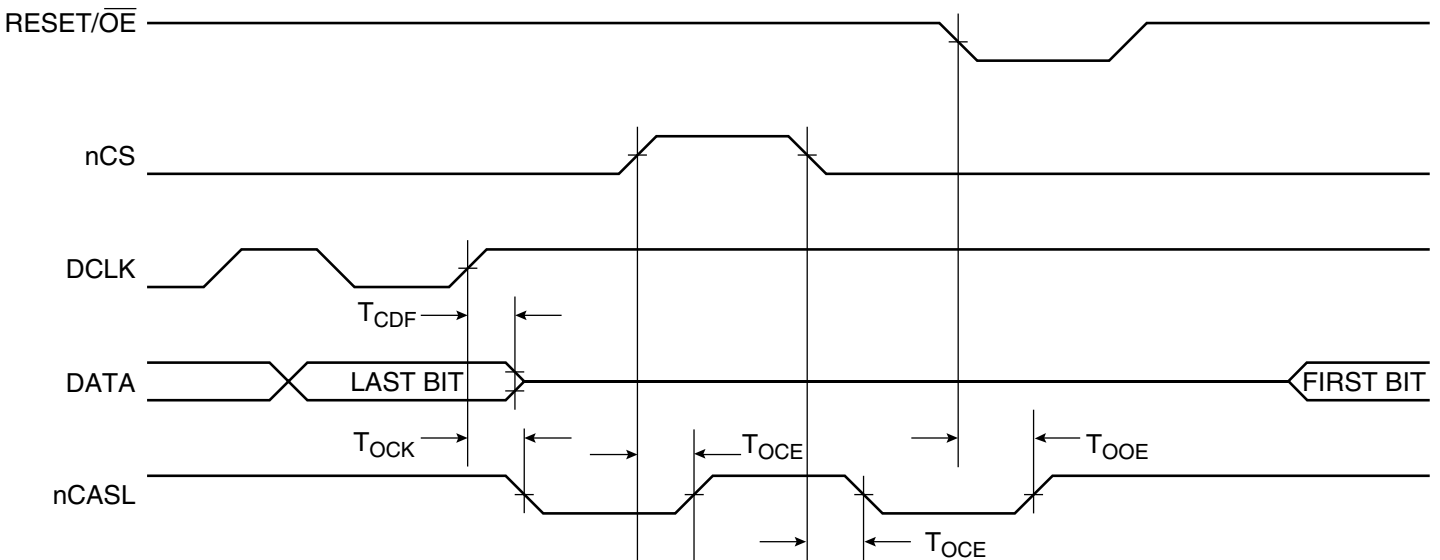 RESET/OE
nCS
DCLK
TCDF
DATA
LAST BIT
FIRST BIT
TOCK
TOCE
TOOE
nCASL
TOCE